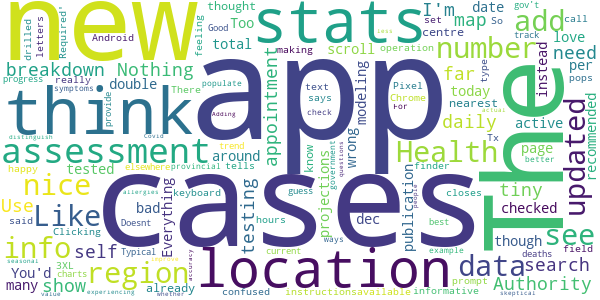 new app stats
thought Too
I'm map date set centre
gov't call So track
add love
drilled letters Required'
Android feeling
Good making operation
less
breakdown Nothing
total scroll number need
progress really double
There populate Adding
appointment
text says check
modeling
Pixel Chrome For
far today nearest
type
instead per pops
symptoms provide
think cases The
wrong
daily active Tx
actual
Covid
distinguish
assessment tested around
trend
Health
page better
updated recommended
nice elsewhere provincial tells
know government questions
finder people
happy allergies keyboard guess
projections
tiny see
Use Like Everything testing
bad Doesnt hours best
dec
publication
closes checked
though field
info self said Clicking
You'd Typical
ways
example
Authority
deaths
many show region 3XL charts already
location
current
confused instructionsavailable informative
data search
prompt
skeptical
seasonal value experiencing whether accuracy